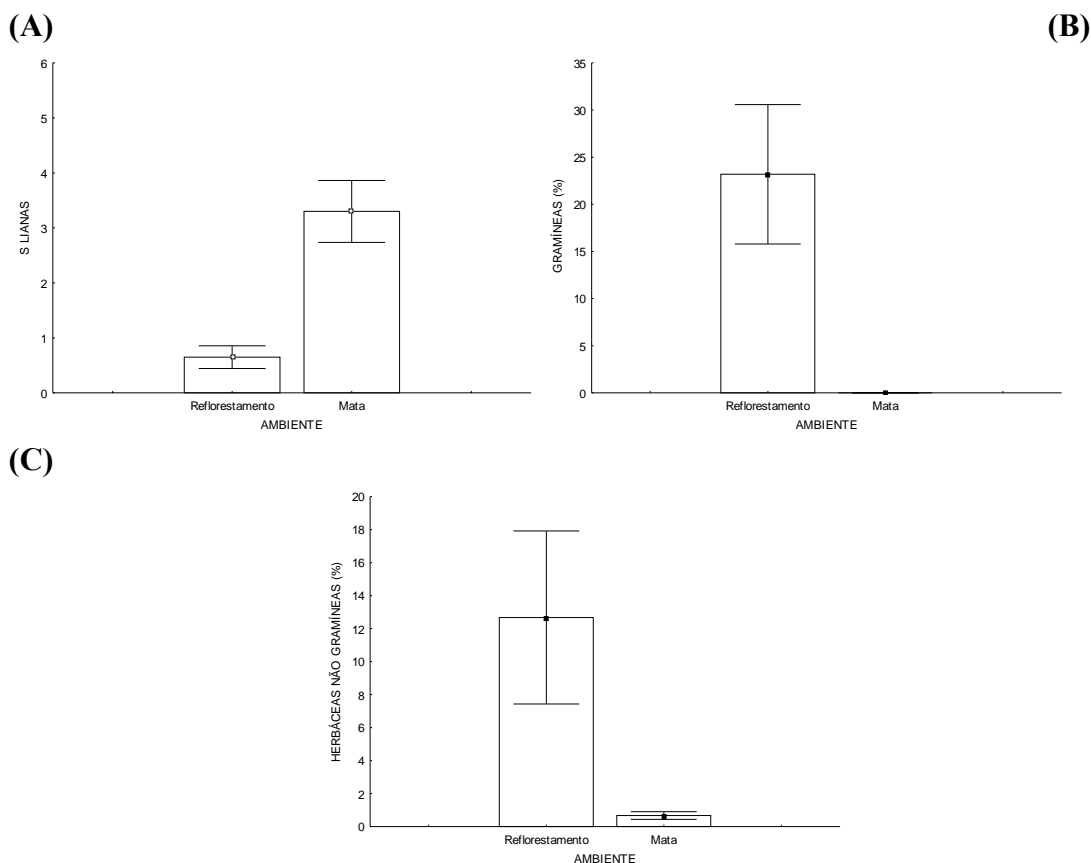 (A)
(B)
6
5
4
3
2
1
0
S LIANAS
Reflorestamento Mata
AMBIENTE
35
30
25
20
15
10
5
0
GRAMÍNEAS (%)
Reflorestamento Mata
AMBIENTE
(C)
20
18
16
14
12
10
8
6
4
2
0
HERBÁCEAS NÃO GRAMÍNEAS (%)
Reflorestamento Mata
AMBIENTE